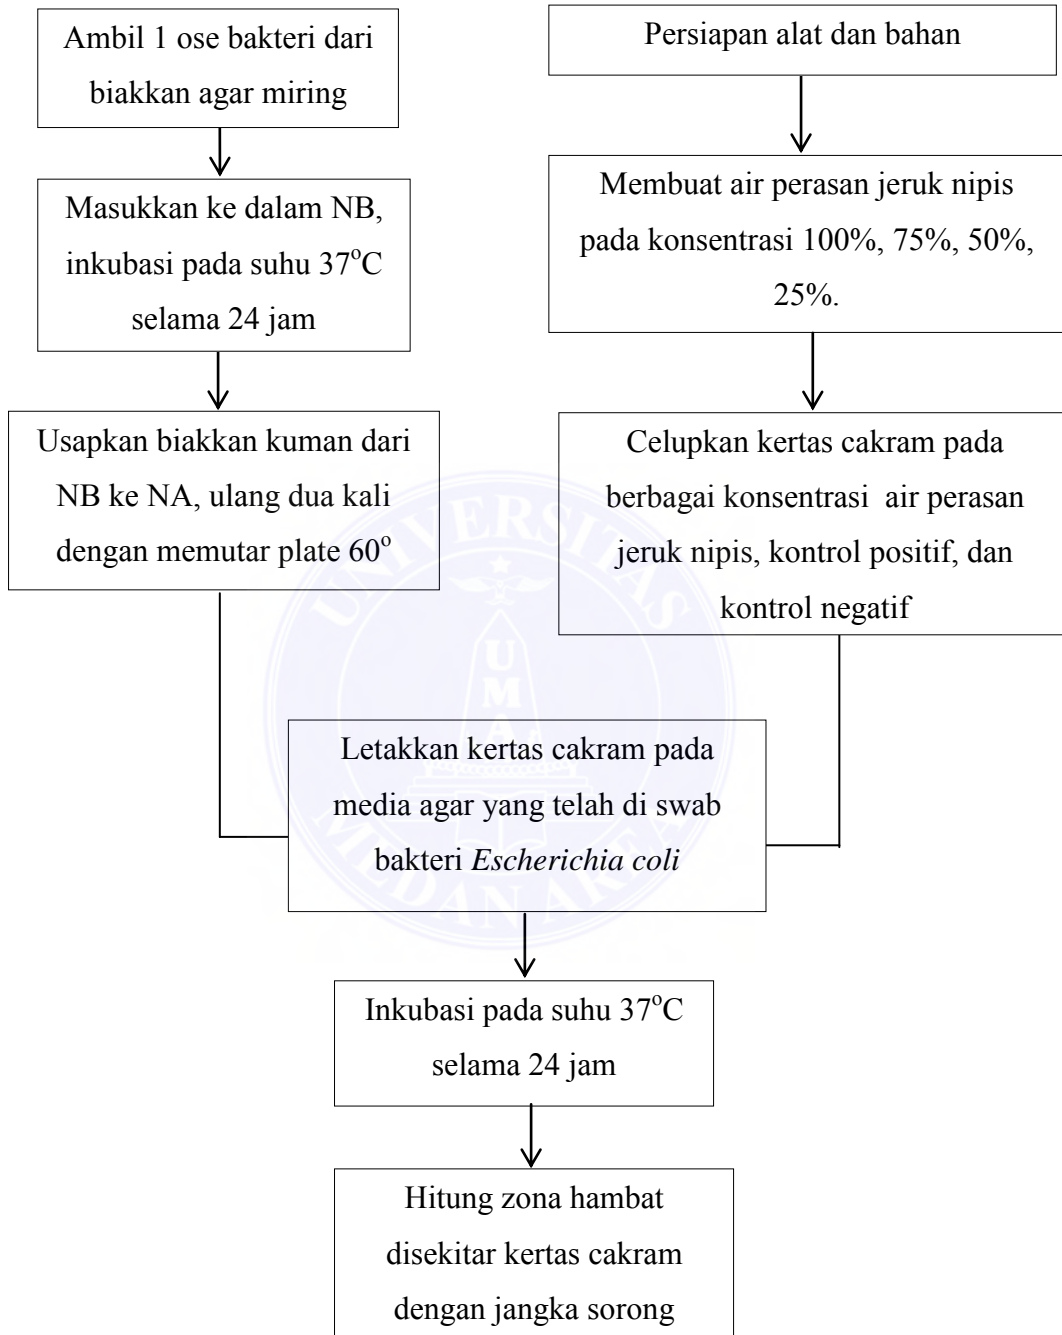 Ambil 1 ose bakteri dari
biakkan agar miring
Masukkan ke dalam NB,
inkubasi pada suhu 37°C
selama 24 jam
Usapkan biakkan kuman dari
NB ke NA, ulang dua kali
dengan memutar plate 60°
Persiapan alat dan bahan
Membuat air perasan jeruk nipis
pada konsentrasi 100%, 75%, 50%,
25%.
Celupkan kertas cakram pada
berbagai konsentrasi air perasan
jeruk nipis, kontrol positif, dan
kontrol negatif
Letakkan kertas cakram pada
media agar yang telah di swab
bakteri Escherichia coli
Inkubasi pada suhu 37°C
selama 24 jam
Hitung zona hambat
disekitar kertas cakram
dengan jangka sorong
UNIVERSITAS
UMA
MEDAN AREA